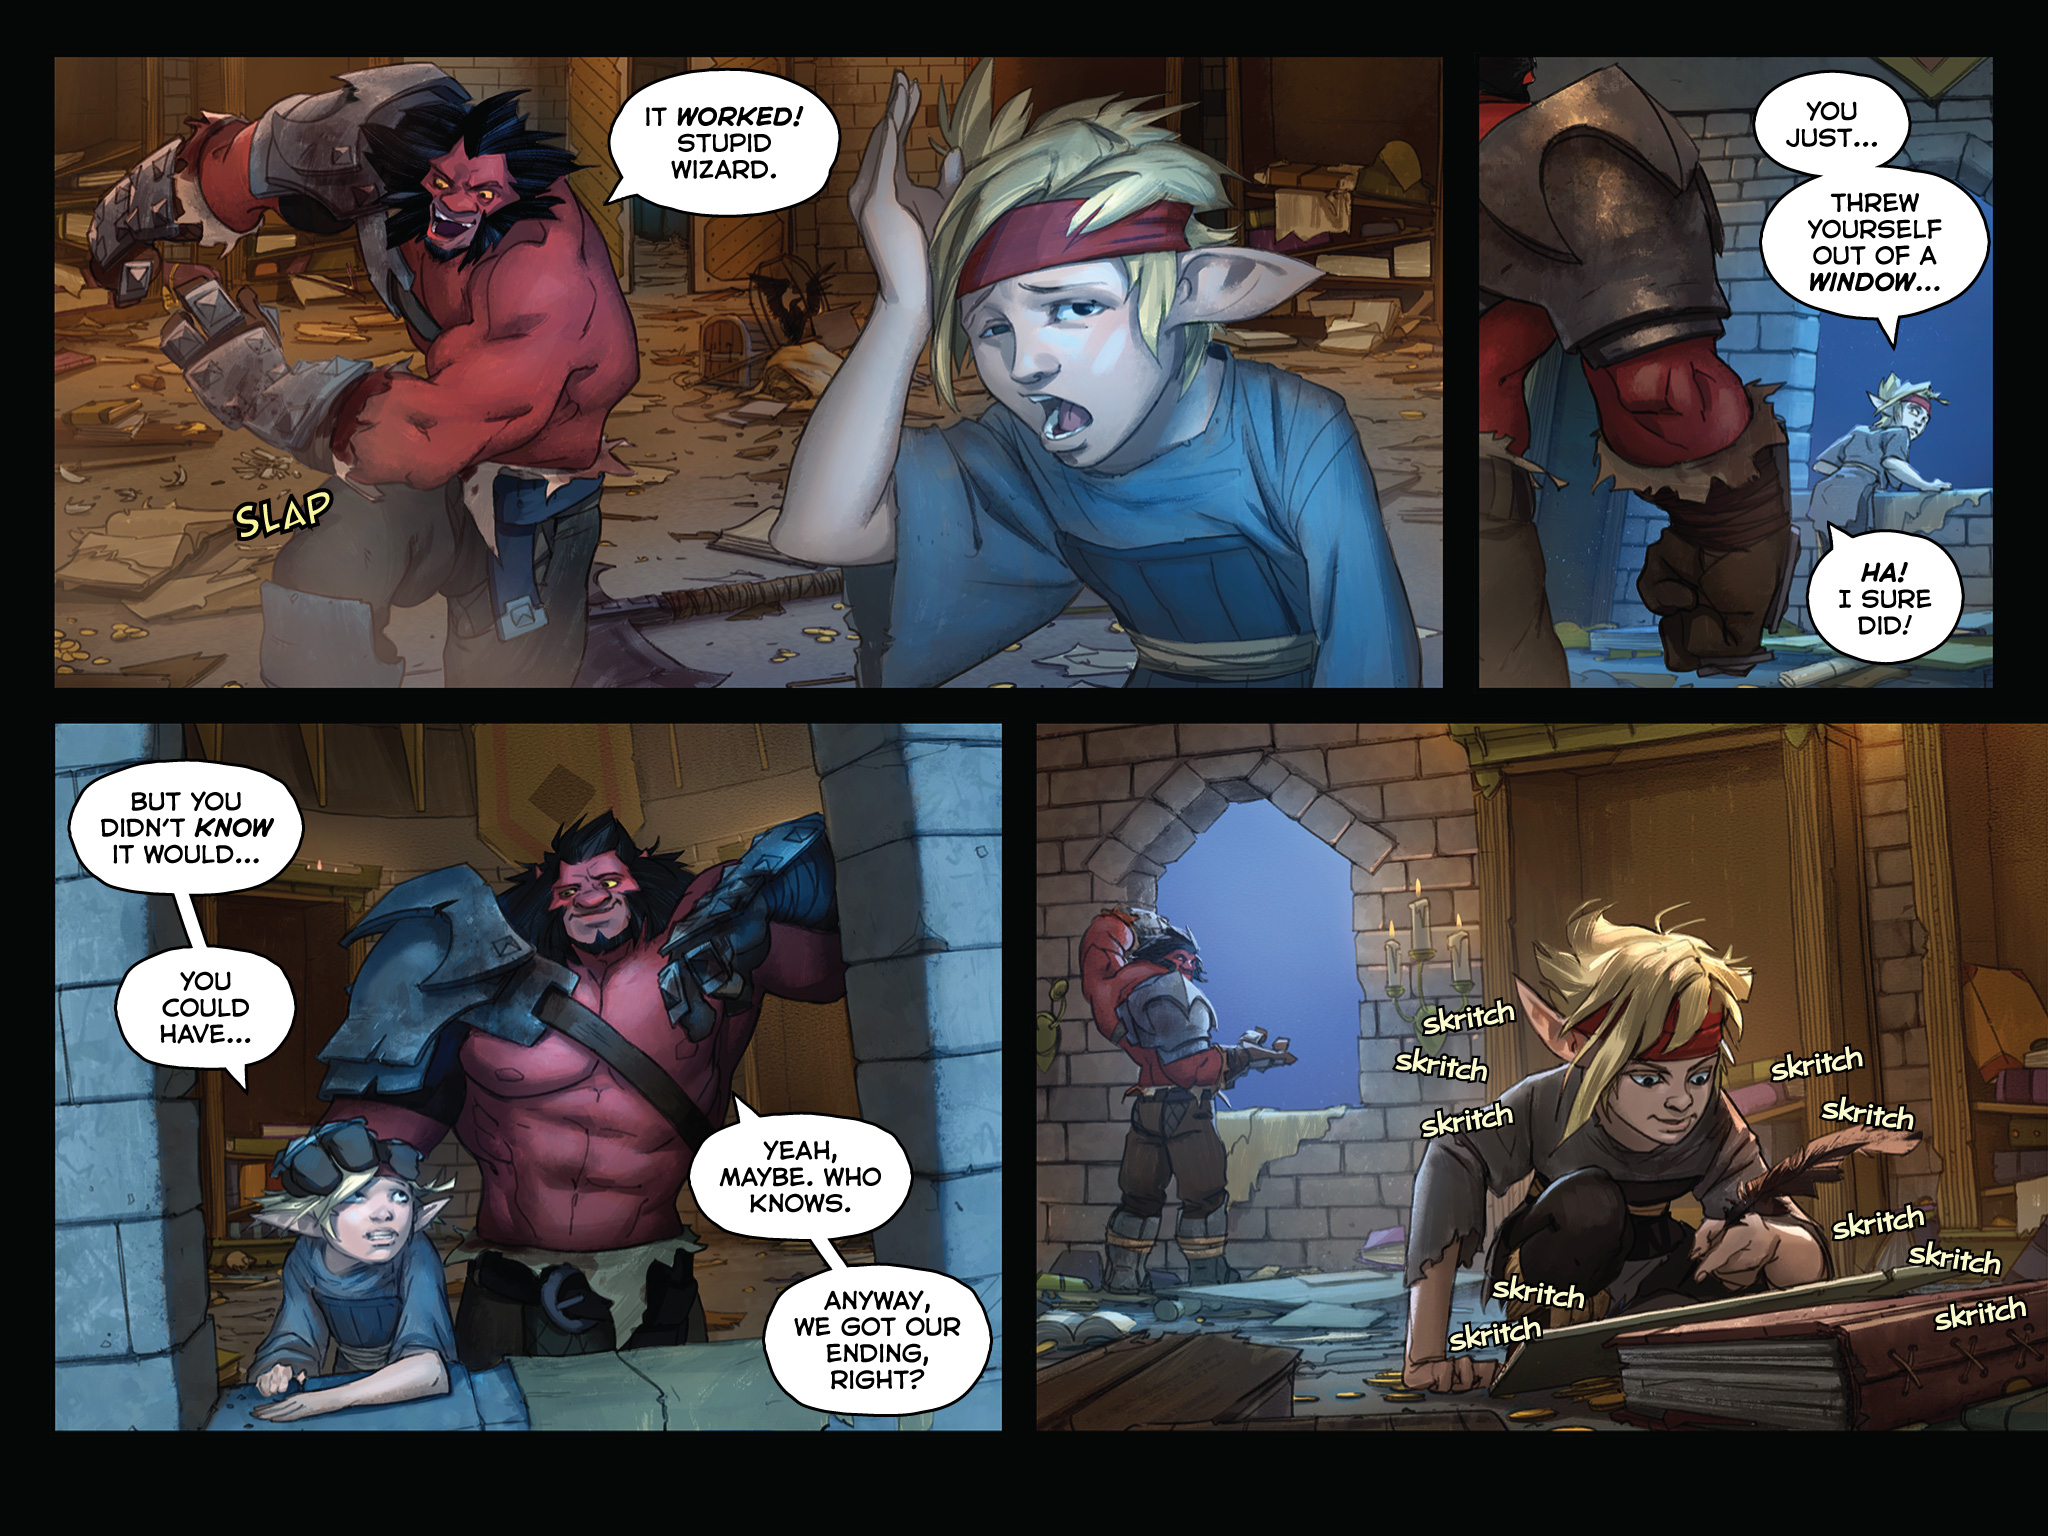 IT WORKED!
STUPID
WIZARD.
SLAP
YOU
JUST...
THREW
YOURSELF
OUT OF A
WINDOW...
HA!
I SURE
DID!
BUT YOU
DIDN'T KNOW
IT WOULD...
YOU
COULD
HAVE...
YEAH,
MAYBE. WHO
KNOWS.
ANYWAY,
WE GOT OUR
ENDING,
RIGHT?
skritch
skritch
skritch
skritch
skritch
skritch
skritch
skritch
skritch
skritch